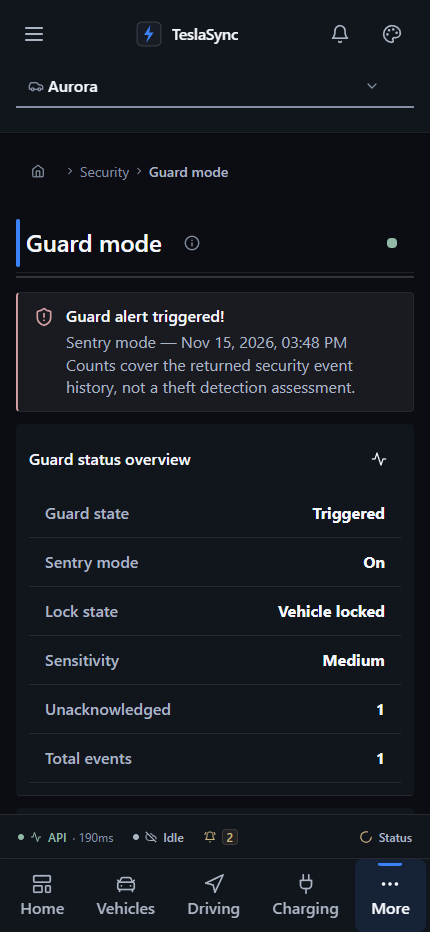 TeslaSync
Aurora
Security
Guard mode
Guard mode
Guard alert triggered!
Sentry mode — Nov 15, 2026, 03:48 PM
Counts cover the returned security event
history, not a theft detection assessment.
Guard status overview
Guard state Triggered
Sentry mode On
Lock state Vehicle locked
Sensitivity Medium
Unacknowledged 1
Total events 1
API · 190ms Idle 2 Status
Home Vehicles Driving Charging More